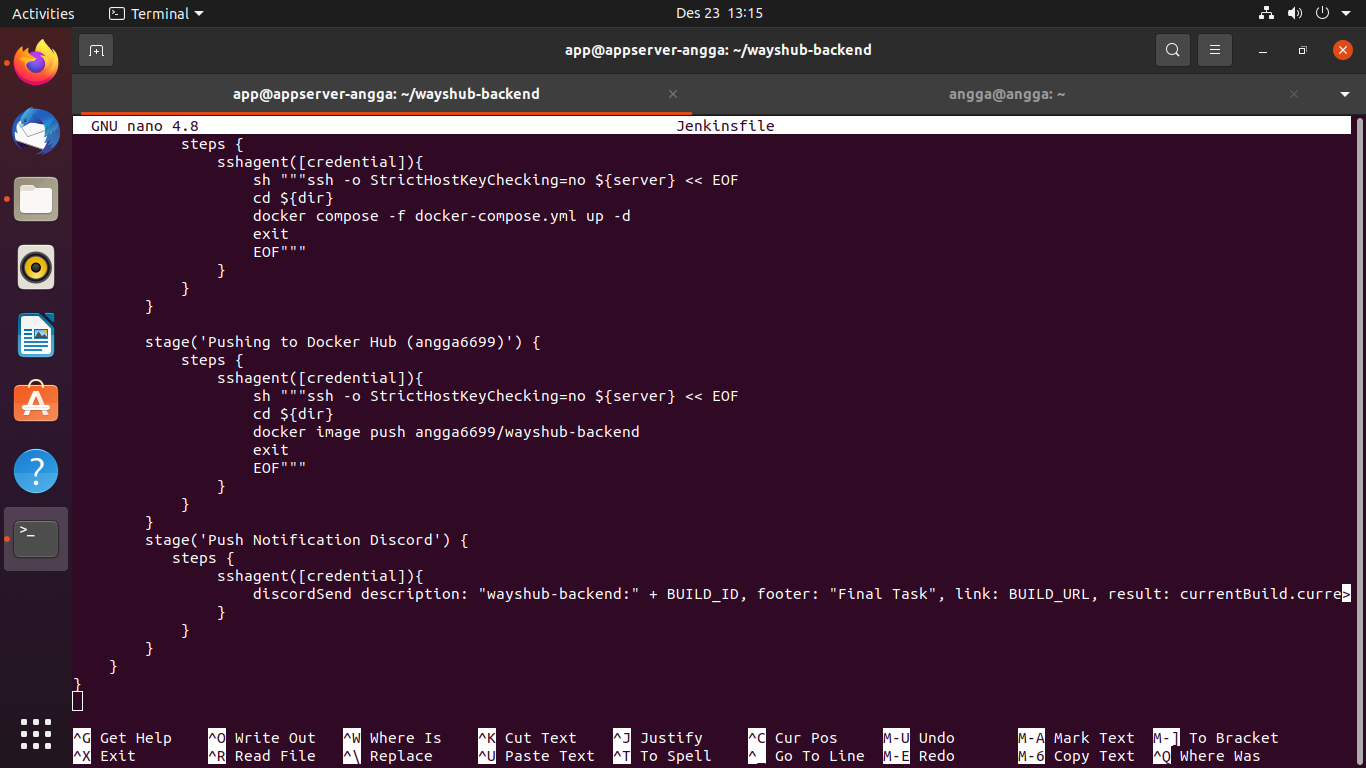 Activities
Terminal
Des 23 13:15
app@appserver-angga: ~/wayshub-backend
app@appserver-angga: ~/wayshub-backend
angga@angga: ~
GNU nano 4.8 Jenkinsfile
steps {
sshagent([credential]){
sh """ssh -o StrictHostKeyChecking=no ${server} << EOF
cd ${dir}
docker compose -f docker-compose.yml up -d
exit
EOF"""
}
}
}
stage('Pushing to Docker Hub (angga6699)') {
steps {
sshagent([credential]){
sh """ssh -o StrictHostKeyChecking=no ${server} << EOF
cd ${dir}
docker image push angga6699/wayshub-backend
exit
EOF"""
}
}
}
stage('Push Notification Discord') {
steps {
sshagent([credential]){
discordSend description: "wayshub-backend:" + BUILD_ID, footer: "Final Task", link: BUILD_URL, result: currentBuild.curre>
}
}
}
}
}
^G Get Help ^O Write Out ^W Where Is ^K Cut Text ^J Justify ^C Cur Pos M-U Undo M-A Mark Text M-] To Bracket
^X Exit ^R Read File ^\ Replace ^U Paste Text ^T To Spell ^_ Go To Line M-E Redo M-6 Copy Text ^Q Where Was